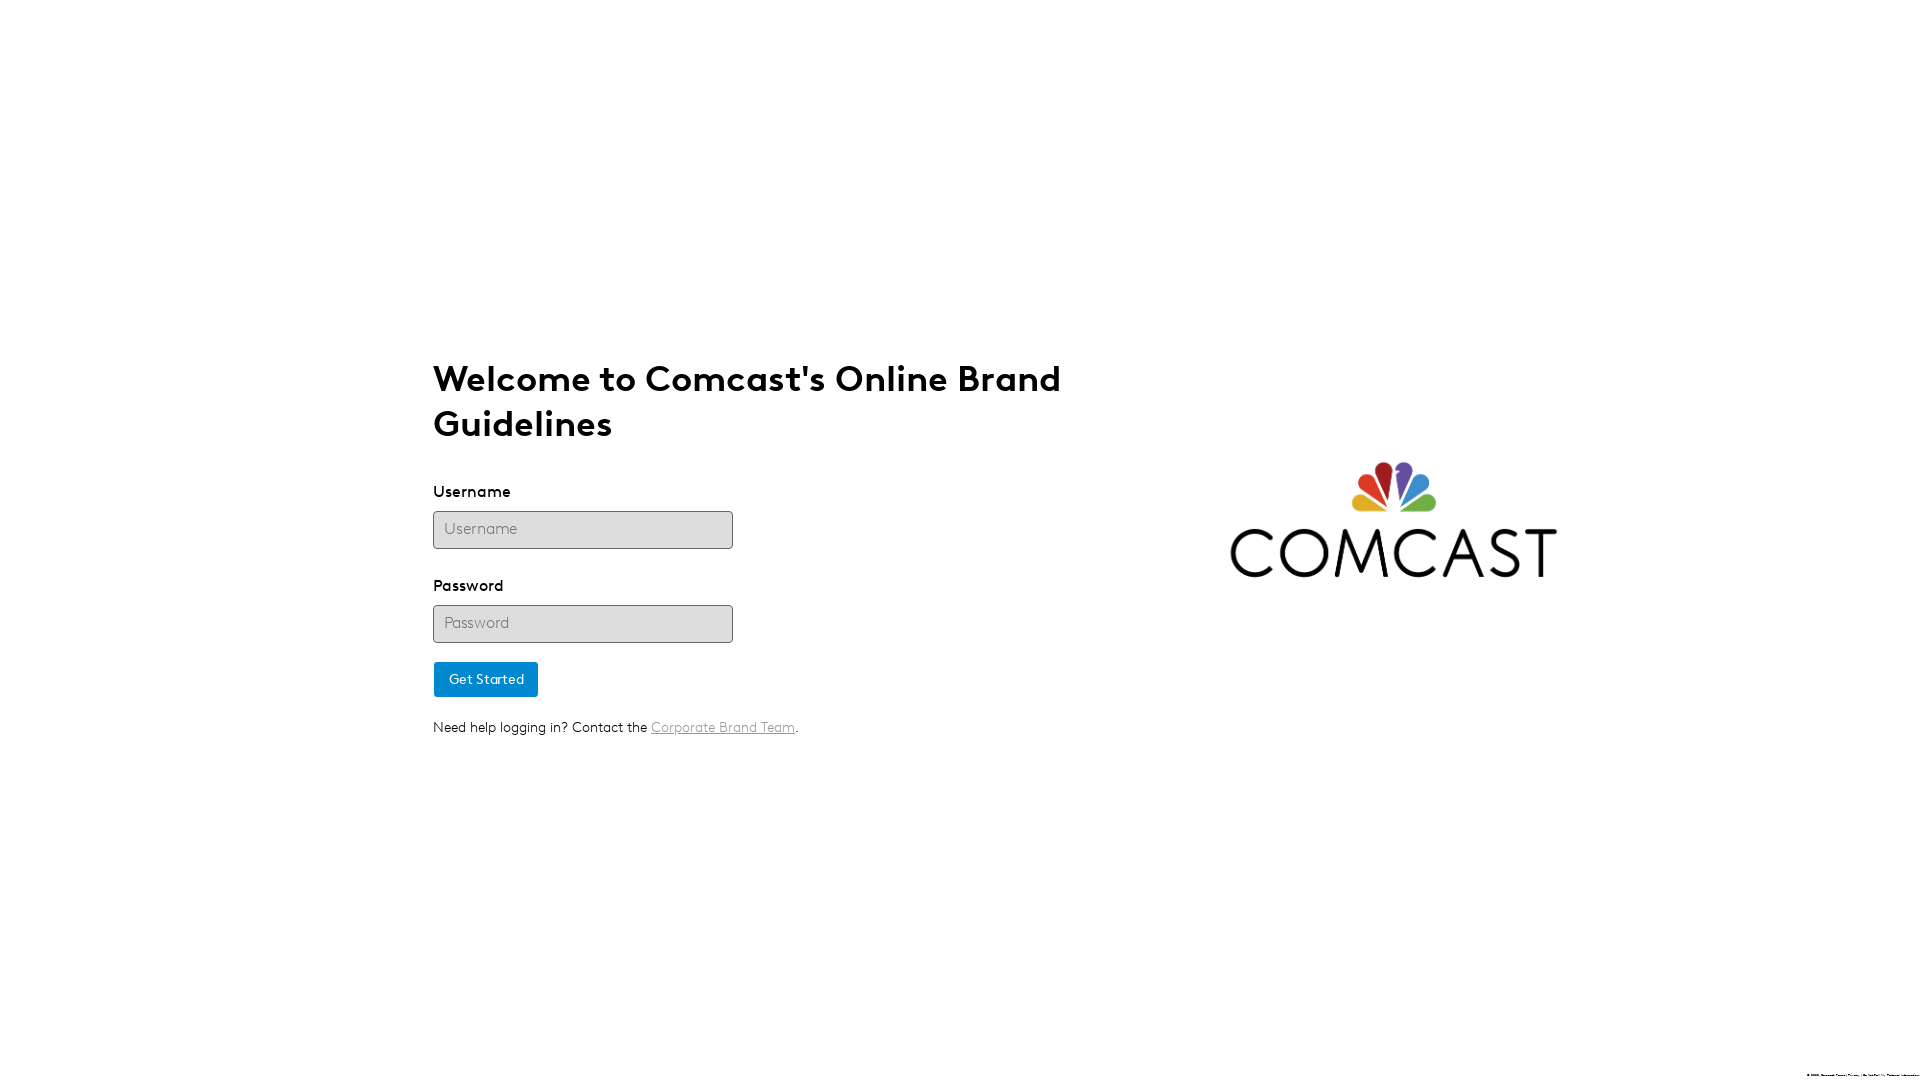 Welcome to Comcast's Online Brand
Guidelines
Username
Username
Password
Password
Get Started
Need help logging in? Contact the Corporate Brand Team.
COMCAST